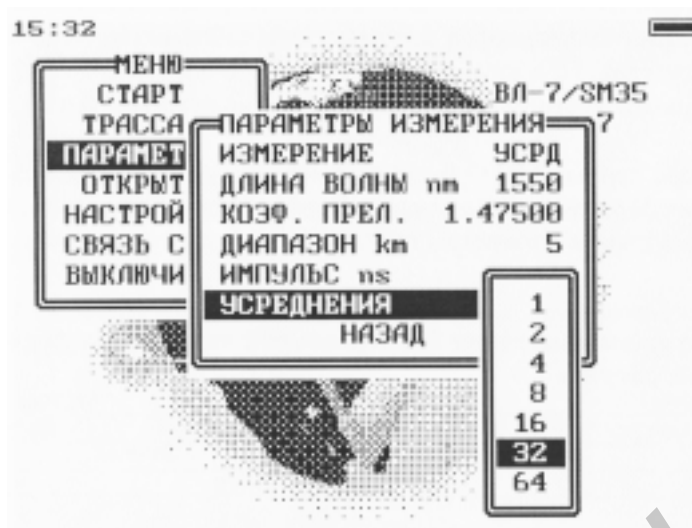 15:32
МЕНЮ
СТАРТ
ТРАССА
ПАРАМЕТ
ОТКРЫТ
НАСТРОЙ
СВЯЗЬ С
ВЫКЛЮЧИ
ВЛ-7/SM35
7
ПАРАМЕТРЫ ИЗМЕРЕНИЯ
ИЗМЕРЕНИЕ УСРД
ДЛИНА ВОЛНЫ nm 1550
КОЭФ. ПРЕЛ. 1.47500
ДИАПАЗОН km 5
ИМПУЛЬС ns
УСРЕДНЕНИЯ
НАЗАД
1
2
4
8
16
32
64